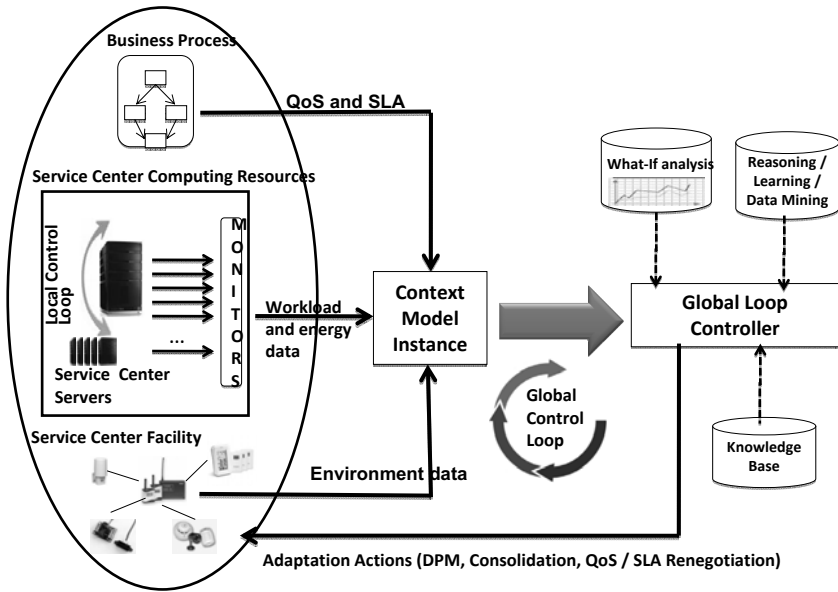 Business Process
QoS and SLA
What-If analysis
Reasoning /
Learning /
Data Mining
Service Center Computing Resources
Local Control
Loop
MONITORS
...
Service Center
Servers
Workload
and energy
data
Context
Model
Instance
Global Loop
Controller
Global
Control
Loop
Knowledge
Base
Service Center Facility
Environment data
Adaptation Actions (DPM, Consolidation, QoS / SLA Renegotiation)